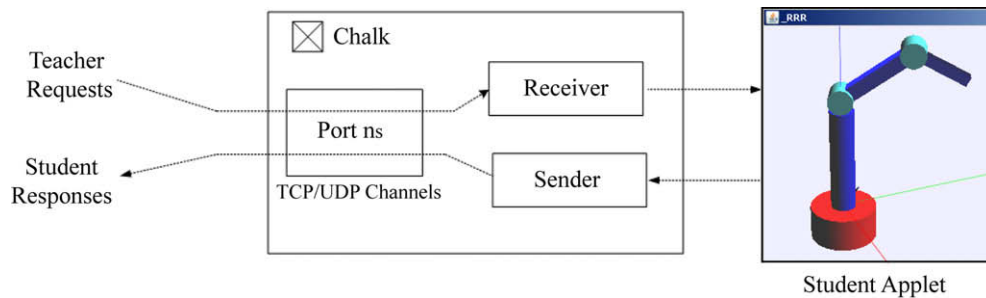 _RRR
Chalk
Teacher
Requests
Receiver
Port ns
Student
Responses
Sender
TCP/UDP Channels
Student Applet